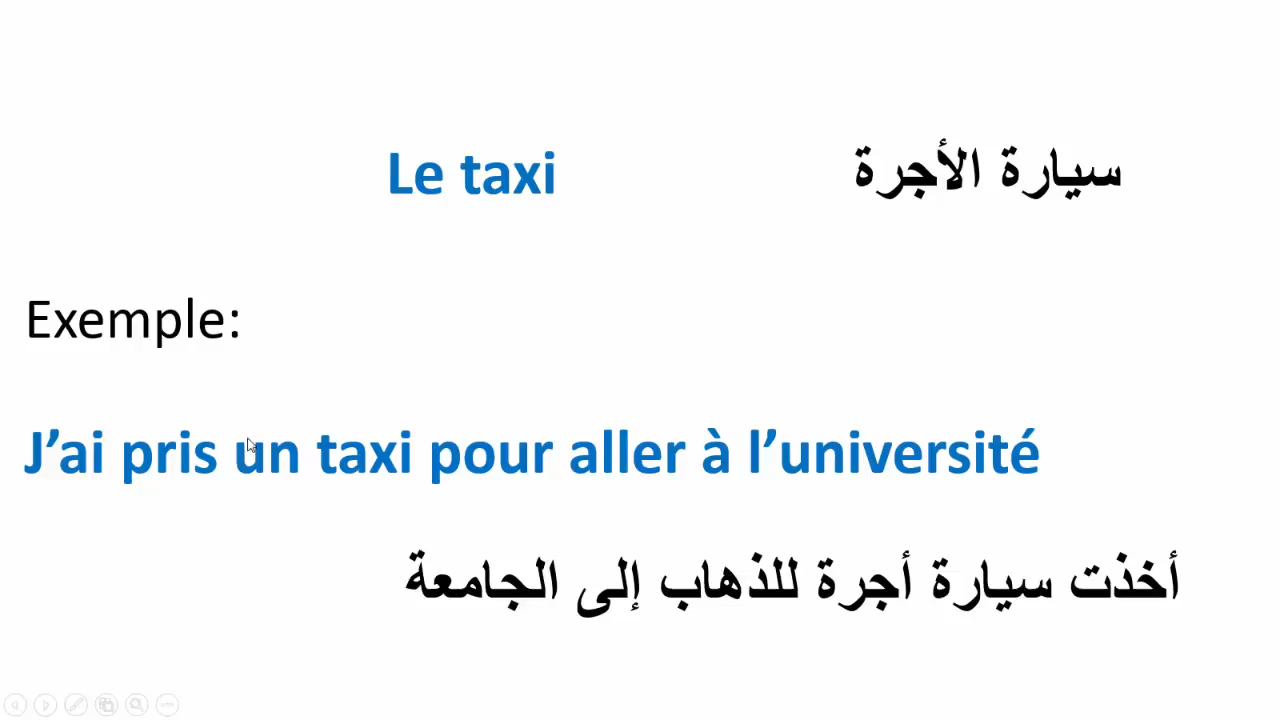 Le taxi سيارة الأجرة
Exemple:
J’ai pris un taxi pour aller à l’université
أخذت سيارة أجرة للذهاب إلى الجامعة